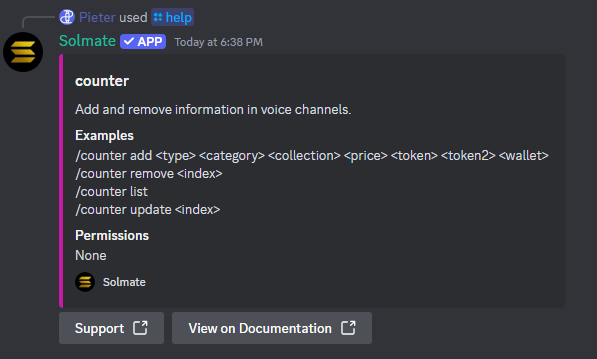 Pieter used help
Solmate APP Today at 6:38 PM
counter
Add and remove information in voice channels.
Examples
/counter add <type> <category> <collection> <price> <token> <token2> <wallet>
/counter remove <index>
/counter list
/counter update <index>
Permissions
None
Solmate
Support
View on Documentation